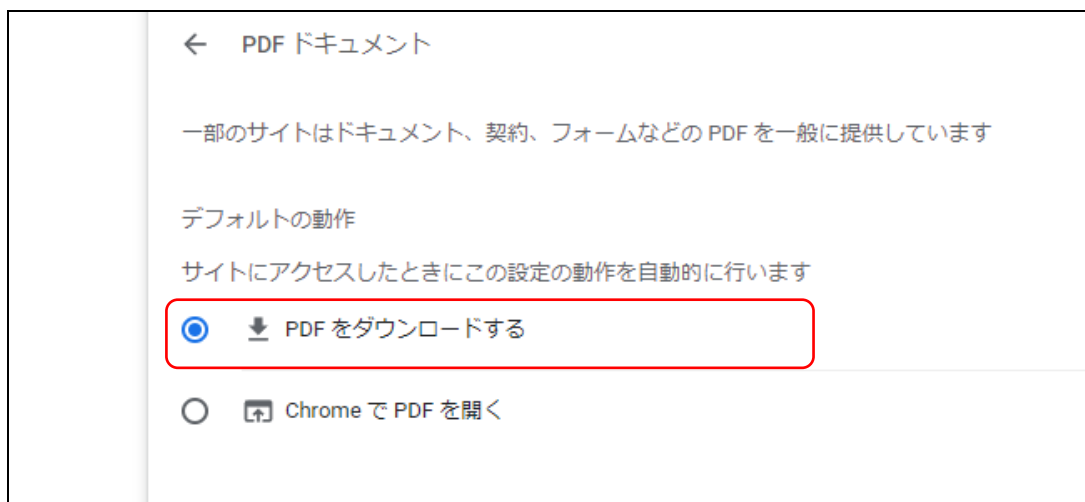 PDF ドキュメント
一部のサイトはドキュメント、契約、フォームなどの PDF を一般に提供しています
デフォルトの動作
サイトにアクセスしたときにこの設定の動作を自動的に行います
PDF をダウンロードする
Chrome で PDF を開く